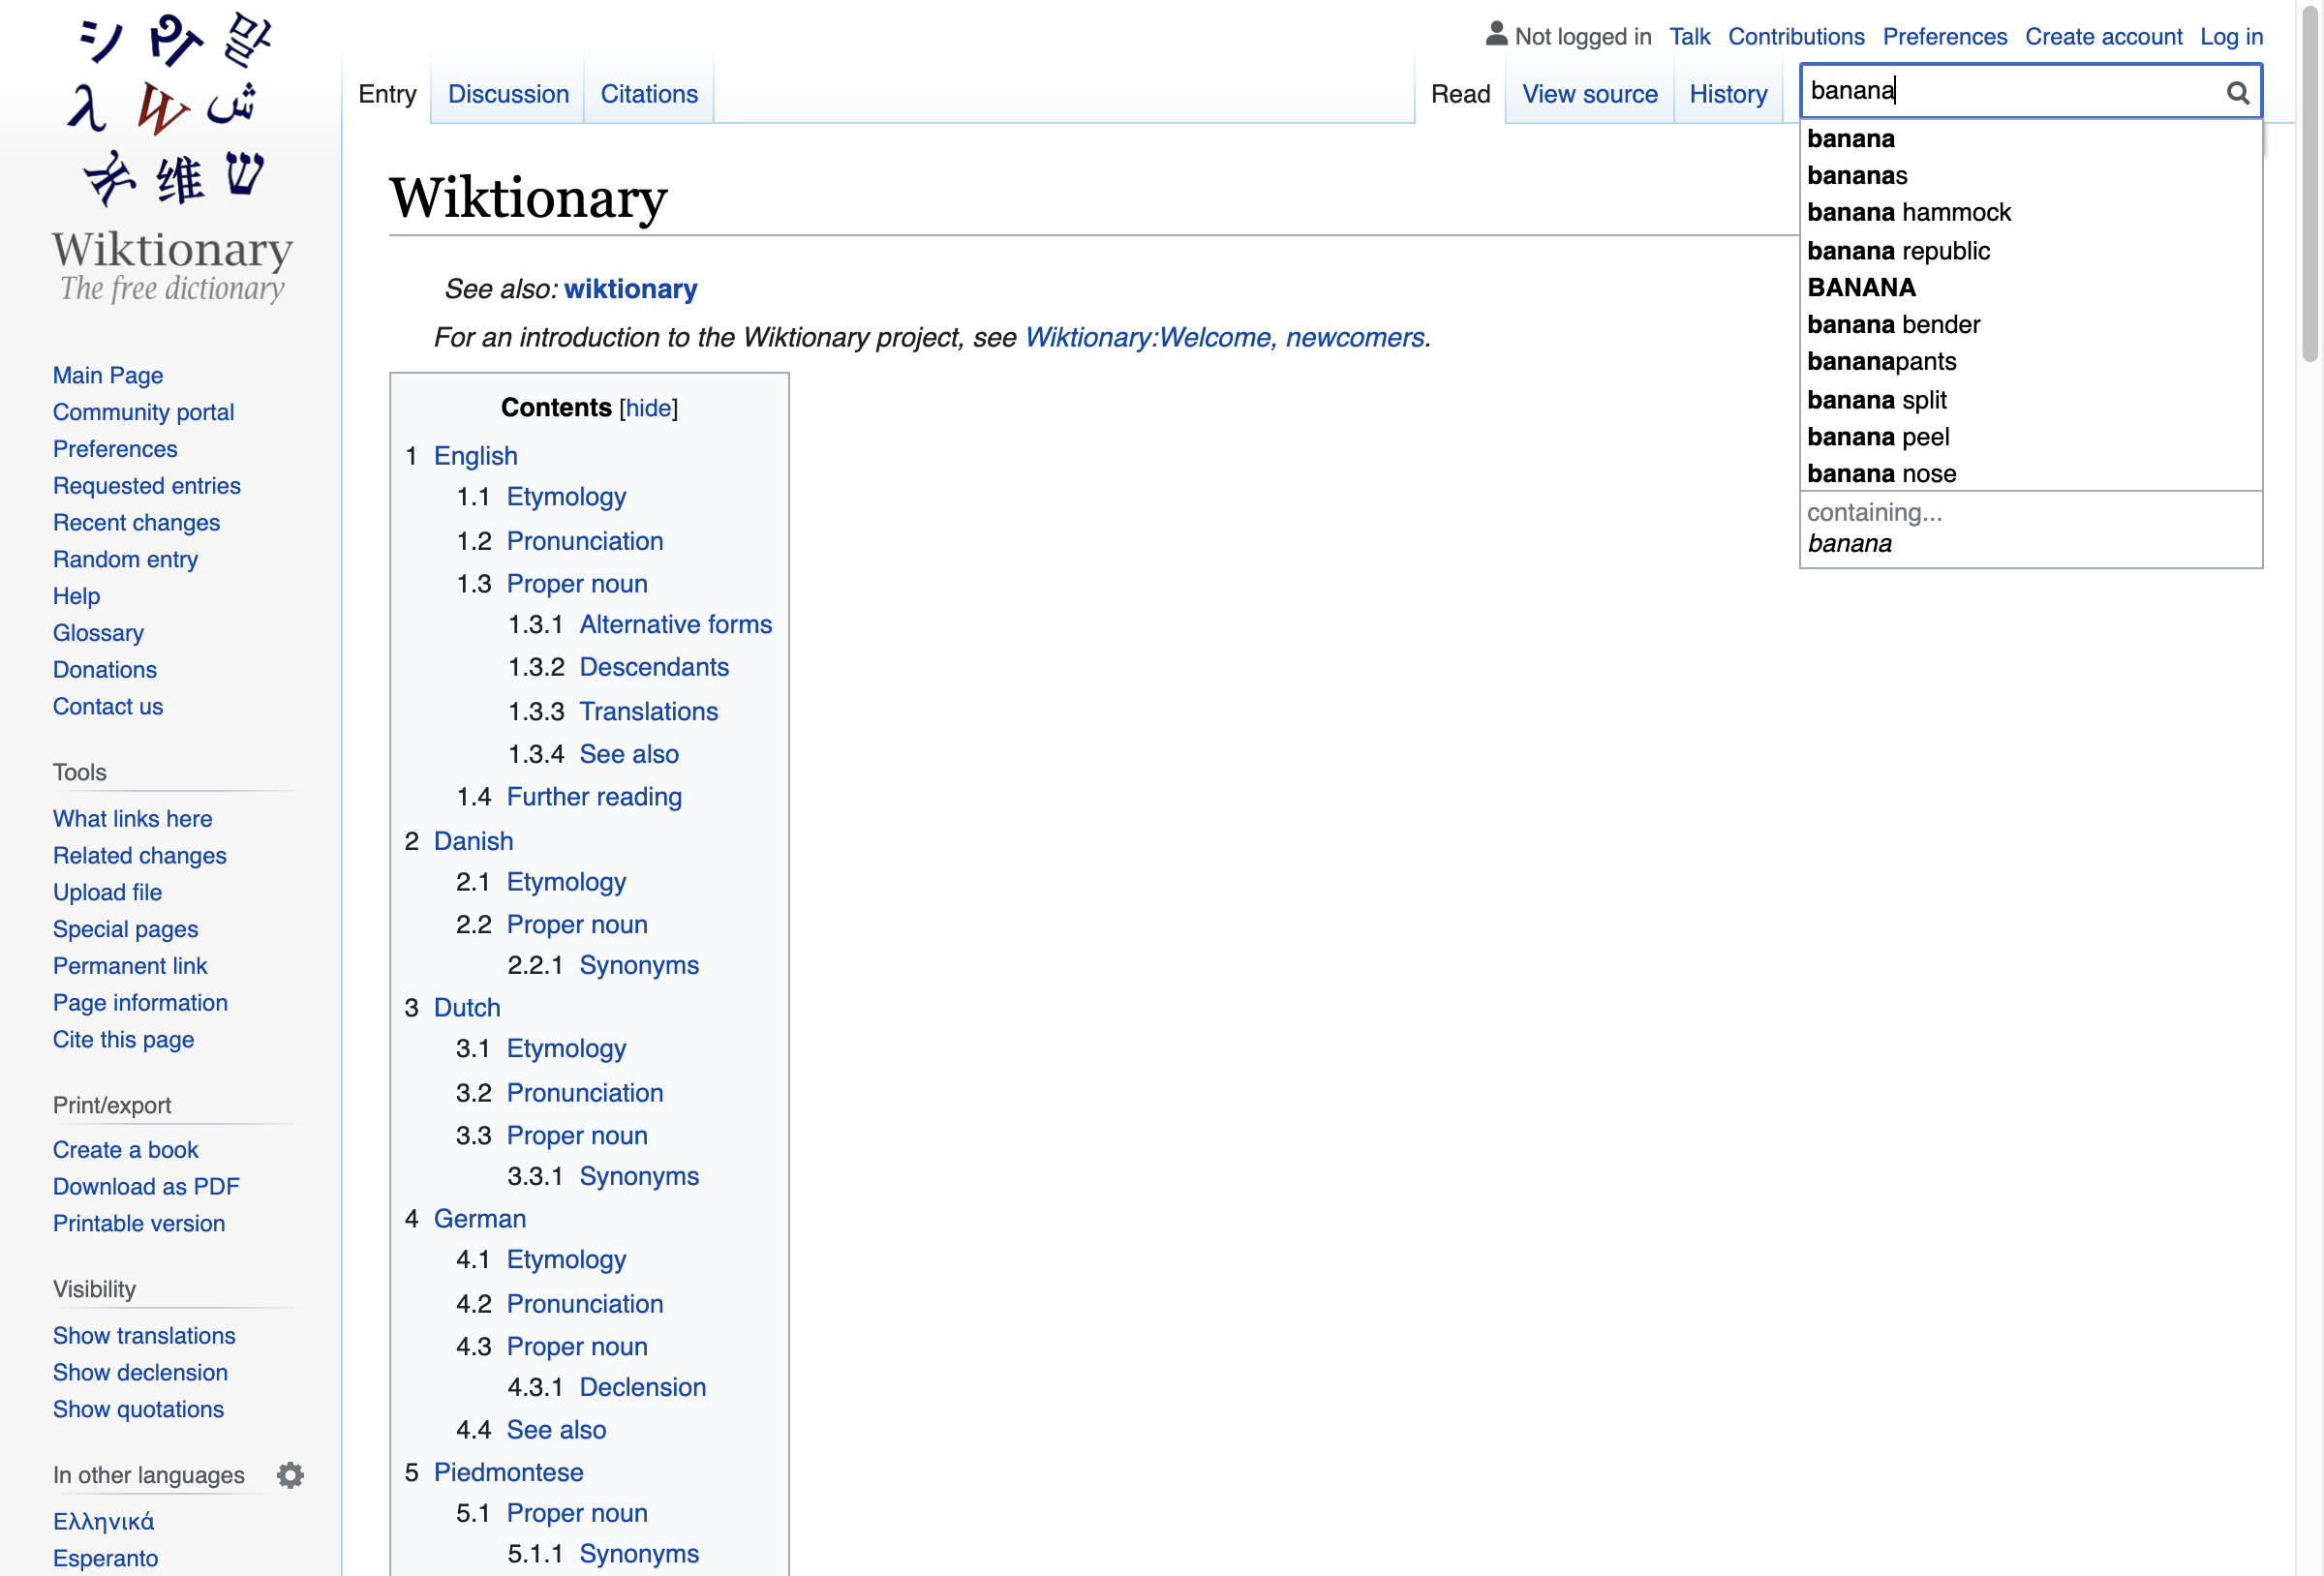 シ や 말
λ W ش
維 ש
Wiktionary
The free dictionary
Main Page
Community portal
Preferences
Requested entries
Recent changes
Random entry
Help
Glossary
Donations
Contact us
Tools
What links here
Related changes
Upload file
Special pages
Permanent link
Page information
Cite this page
Print/export
Create a book
Download as PDF
Printable version
Visibility
Show translations
Show declension
Show quotations
In other languages
Ελληνικά
Esperanto
Not logged in Talk Contributions Preferences Create account Log in
Entry Discussion Citations Read View source History
banana
banana
bananas
banana hammock
banana republic
BANANA
banana bender
bananapants
banana split
banana peel
banana nose
containing...
banana
Wiktionary
See also: wiktionary
For an introduction to the Wiktionary project, see Wiktionary:Welcome, newcomers.
Contents [hide]
1 English
1.1 Etymology
1.2 Pronunciation
1.3 Proper noun
1.3.1 Alternative forms
1.3.2 Descendants
1.3.3 Translations
1.3.4 See also
1.4 Further reading
2 Danish
2.1 Etymology
2.2 Proper noun
2.2.1 Synonyms
3 Dutch
3.1 Etymology
3.2 Pronunciation
3.3 Proper noun
3.3.1 Synonyms
4 German
4.1 Etymology
4.2 Pronunciation
4.3 Proper noun
4.3.1 Declension
4.4 See also
5 Piedmontese
5.1 Proper noun
5.1.1 Synonyms